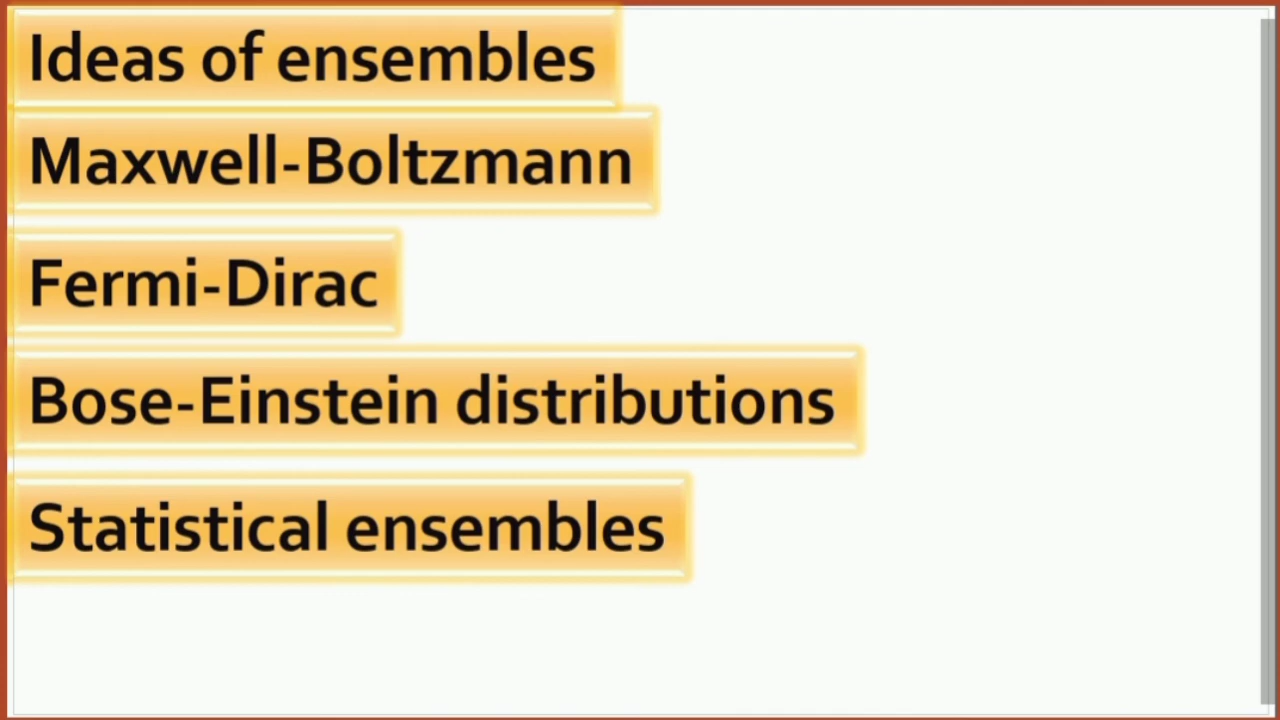 Ideas of ensembles
Maxwell-Boltzmann
Fermi-Dirac
Bose-Einstein distributions
Statistical ensembles